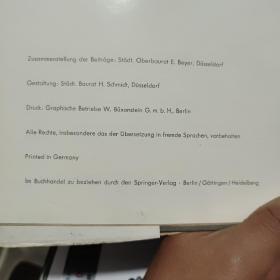 Zusammenstellung der Beiträge: Städt. Oberbaurat E. Beyer, Düsseldorf
Gestaltung: Städt. Baurat H. Schmidt, Düsseldorf
Druck: Graphische Betriebe W. Büxenstein G. m. b. H., Berlin
Alle Rechte, insbesondere das der Übersetzung in fremde Sprachen, vorbehalten
Printed in Germany
Im Buchhandel zu beziehen durch den Springer-Verlag · Berlin/Göttingen/Heidelberg